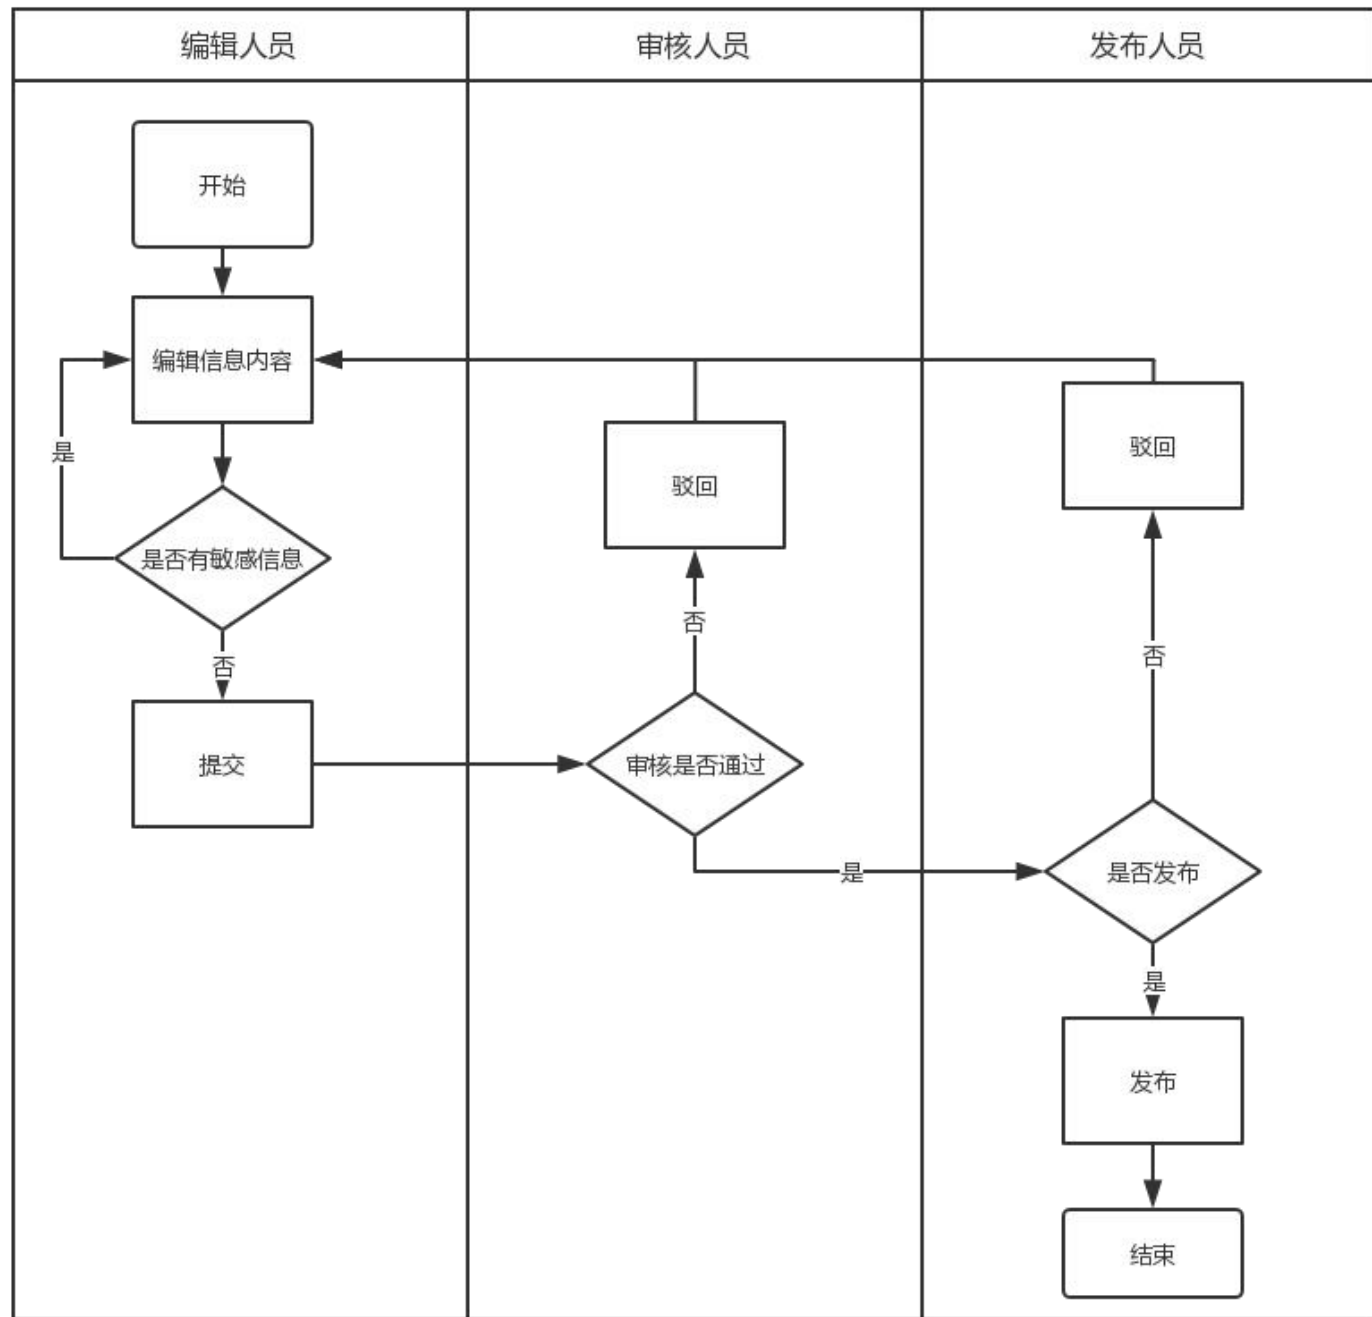 编辑人员
审核人员
发布人员
开始
编辑信息内容
是
是否有敏感信息
否
提交
驳回
否
审核是否通过
是
驳回
否
是否发布
是
发布
结束